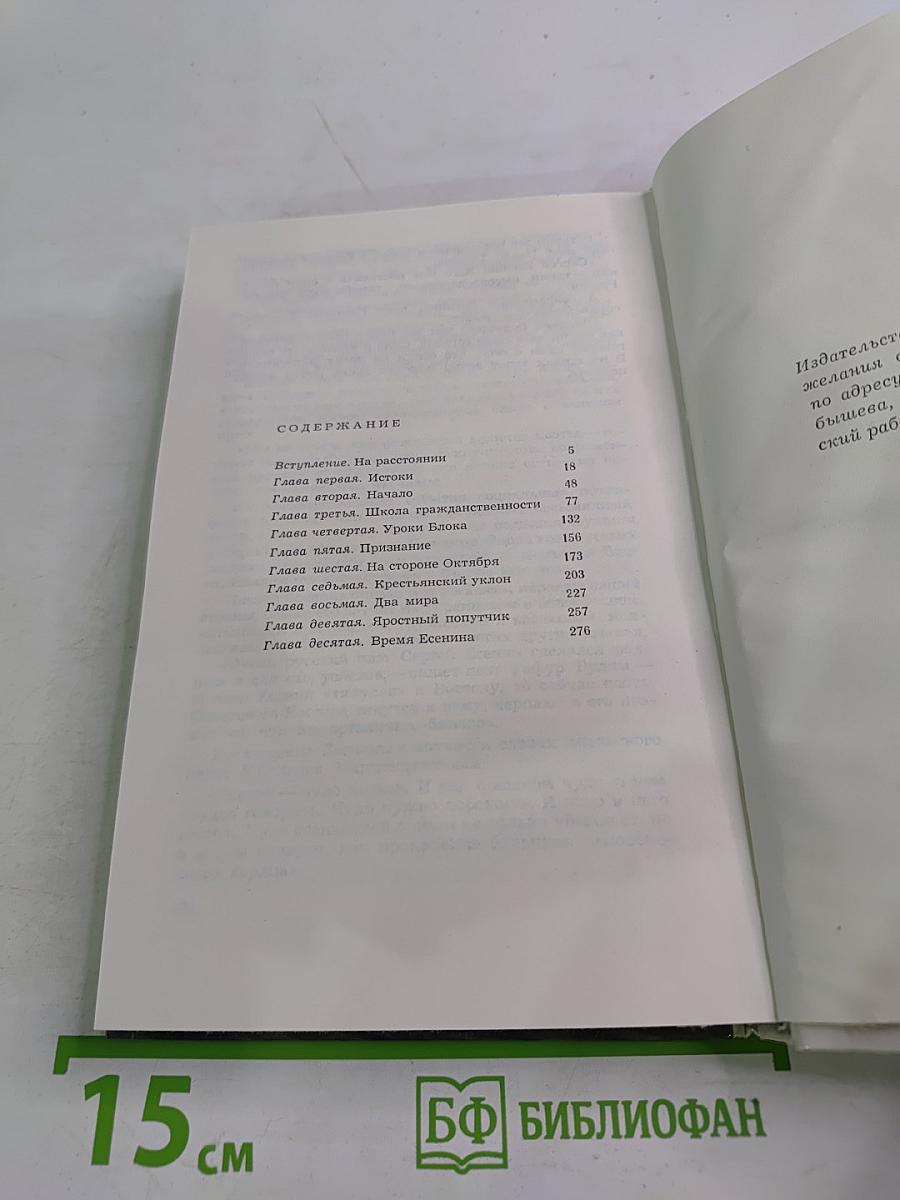 СОДЕРЖАНИЕ
Вступление. На расстоянии 5
Глава первая. Истоки 18
Глава вторая. Начало 48
Глава третья. Школа гражданственности 77
Глава четвертая. Уроки Блока 132
Глава пятая. Признание 156
Глава шестая. На стороне Октября 173
Глава седьмая. Крестьянский уклон 203
Глава восьмая. Два мира 227
Глава девятая. Яростный попутчик 257
Глава десятая. Время Есенина 276
Издательст
желания
по адресу
бышева,
ский раб
15 см
БФ БИБЛИОФАН